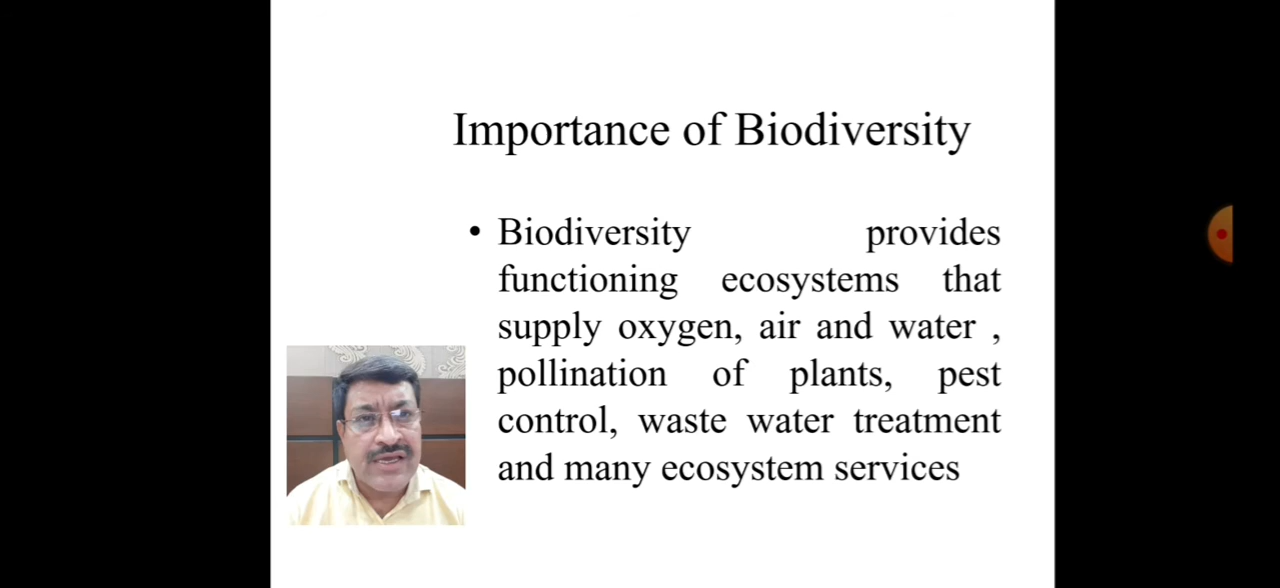 Importance of Biodiversity
• Biodiversity provides
functioning ecosystems that
supply oxygen, air and water ,
pollination of plants, pest
control, waste water treatment
and many ecosystem services